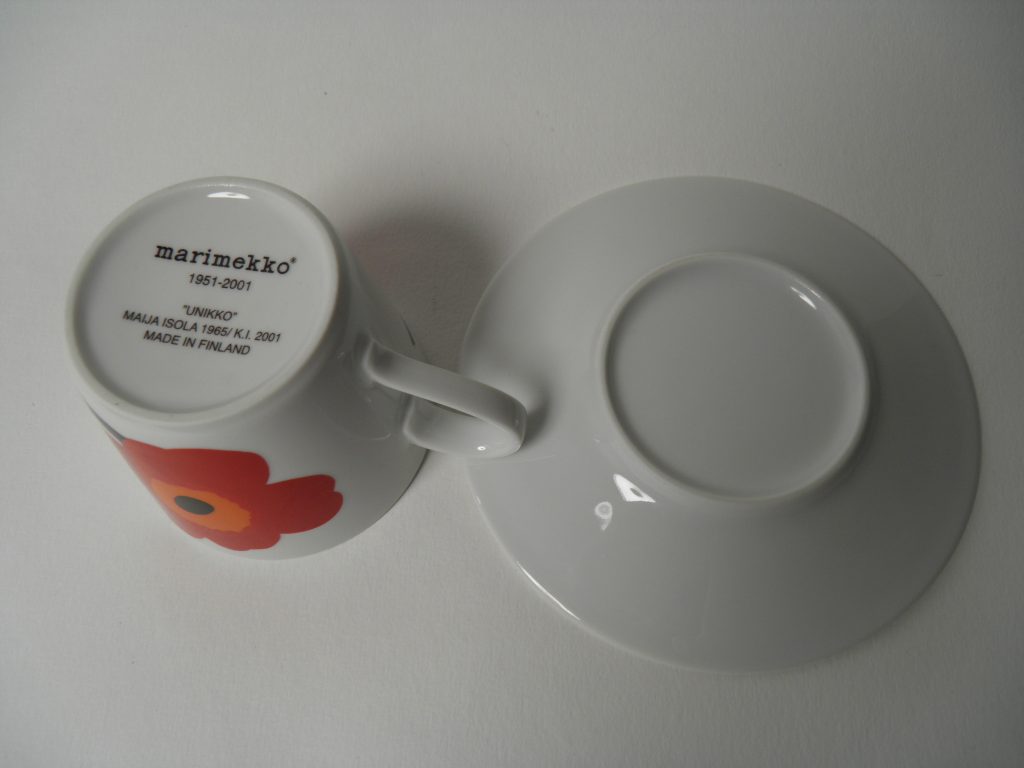 marimekko®
1951-2001
"UNIKKO"
MAIJA ISOLA 1965/ K.I. 2001
MADE IN FINLAND